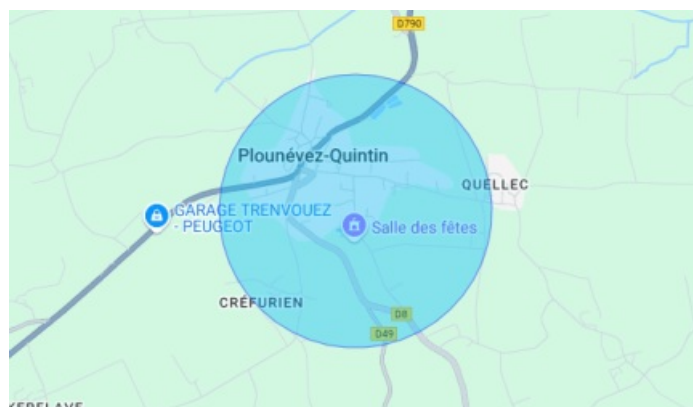 D790
Plounévez-Quintin
QUELLEC
GARAGE TRENVOUEZ
- PEUGEOT
Salle des fêtes
CRÉFURIEN
D8
D49